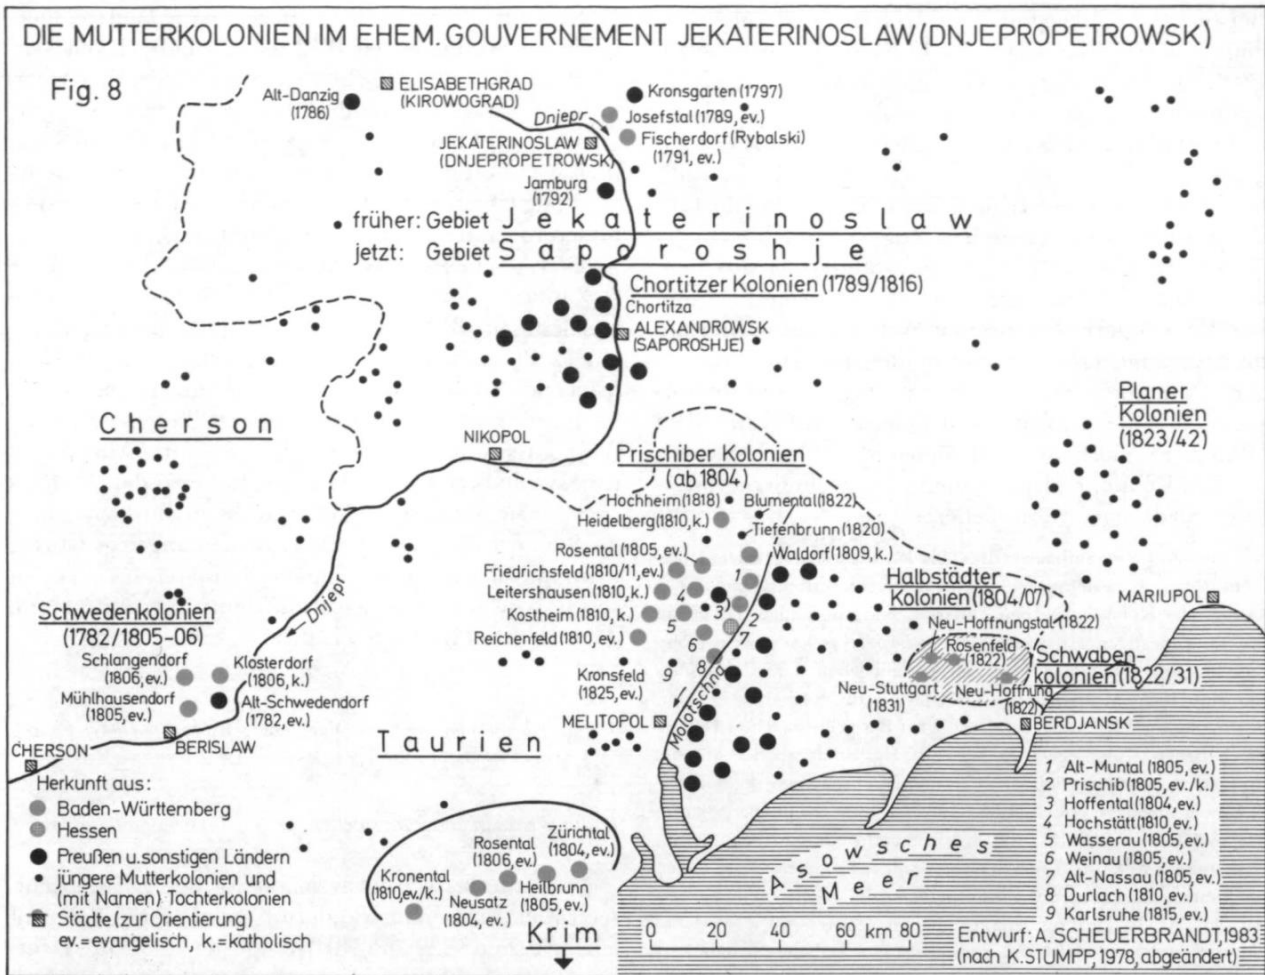 DIE MUTTERKOLONIEN IM EHEM. GOUVERNEMENT JEKATERINOSLAW (DNJEPROPETROWSK)
Fig. 8
Alt-Danzig
(1786)
ELISABETHGRAD
(KIROWOGRAD)
Dnjepr
Kronsgarten (1797)
Josefstal (1789, ev.)
Fischerdorf (Rybalski)
(1791, ev.)
JEKATERINOSLAW
(DNJEPROPETROWSK)
Jamburg
(1792)
früher: Gebiet Jekaterinoslaw
jetzt: Gebiet Saporoshje
Chortitzer Kolonien (1789/1816)
Chortitza
ALEXANDROWSK
(SAPOROSHJE)
Cherson
NIKOPOL
Planer
Kolonien
(1823/42)
Prischiber Kolonien
(ab 1804)
Hochheim (1818)
Blumental (1822)
Heidelberg (1810, k.)
Tiefenbrunn (1820)
Rosental (1805, ev.)
Waldorf (1809, k.)
Friedrichsfeld (1810/11, ev.)
Leitershausen (1810, k.)
Kostheim (1810, k.)
Reichenfeld (1810, ev.)
1
4
3
2
5
7
6
8
9
Kronsfeld
(1825, ev.)
Halbstädter
Kolonien (1804/07)
MARIUPOL
Neu-Hoffnungstal (1822)
Rosenfeld
(1822)
Schwaben-
kolonien (1822/31)
Neu-Stuttgart
(1831)
Neu-Hoffnung
(1822)
BERDJANSK
MELITOPOL
Molotschna
Dnjepr
Schwedenkolonien
(1782/1805-06)
Schlangendorf
(1806, ev.)
Klosterdorf
(1806, k.)
Mühlhausendorf
(1805, ev.)
Alt-Schwedendorf
(1782, ev.)
BERISLAW
CHERSON
Taurien
Herkunft aus:
Baden-Württemberg
Hessen
Preußen u. sonstigen Ländern
jüngere Mutterkolonien und
(mit Namen) Tochterkolonien
Städte (zur Orientierung)
ev.=evangelisch, k.=katholisch
Zürichtal
(1804, ev.)
Rosental
(1806, ev.)
Kronental
(1810, ev./k.)
Neusatz
(1804, ev.)
Heilbrunn
(1805, ev.)
Krim
Asowsches
Meer
0 20 40 60 km 80
1 Alt-Muntal (1805, ev.)
2 Prischib (1805, ev./k.)
3 Hoffental (1804, ev.)
4 Hochstätt (1810, ev.)
5 Wasserau (1805, ev.)
6 Weinau (1805, ev.)
7 Alt-Nassau (1805, ev.)
8 Durlach (1810, ev.)
9 Karlsruhe (1815, ev.)
Entwurf: A. SCHEUERBRANDT, 1983
(nach K. STUMPP, 1978, abgeändert)